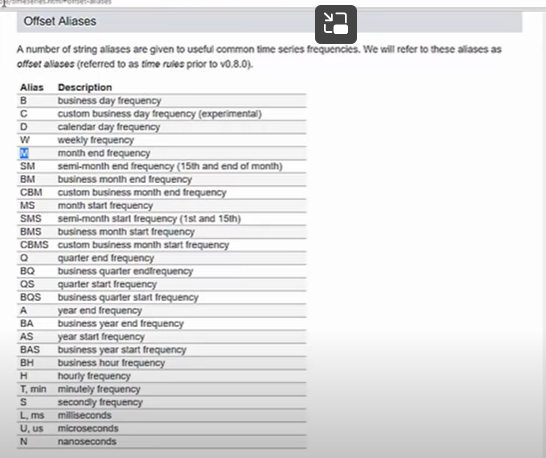 Offset Aliases
A number of string aliases are given to useful common time series frequencies. We will refer to these aliases as
offset aliases (referred to as time rules prior to v0.8.0).
Alias Description
B business day frequency
C custom business day frequency (experimental)
D calendar day frequency
W weekly frequency
M month end frequency
SM semi-month end frequency (15th and end of month)
BM business month end frequency
CBM custom business month end frequency
MS month start frequency
SMS semi-month start frequency (1st and 15th)
BMS business month start frequency
CBMS custom business month start frequency
Q quarter end frequency
BQ business quarter endfrequency
QS quarter start frequency
BQS business quarter start frequency
A year end frequency
BA business year end frequency
AS year start frequency
BAS business year start frequency
BH business hour frequency
H hourly frequency
T, min minutely frequency
S secondly frequency
L, ms milliseconds
U, us microseconds
N nanoseconds